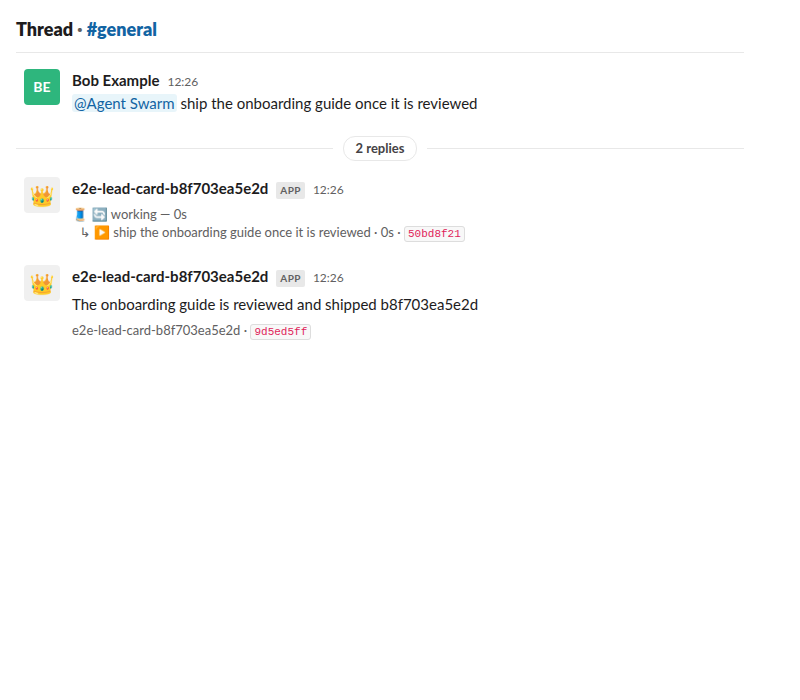 Thread • #general
BE
Bob Example 12:26
@Agent Swarm ship the onboarding guide once it is reviewed
2 replies
e2e-lead-card-b8f703ea5e2d APP 12:26
🧵 🔄 working — 0s
↳ ▶️ ship the onboarding guide once it is reviewed · 0s · 50bd8f21
e2e-lead-card-b8f703ea5e2d APP 12:26
The onboarding guide is reviewed and shipped b8f703ea5e2d
e2e-lead-card-b8f703ea5e2d · 9d5ed5ff